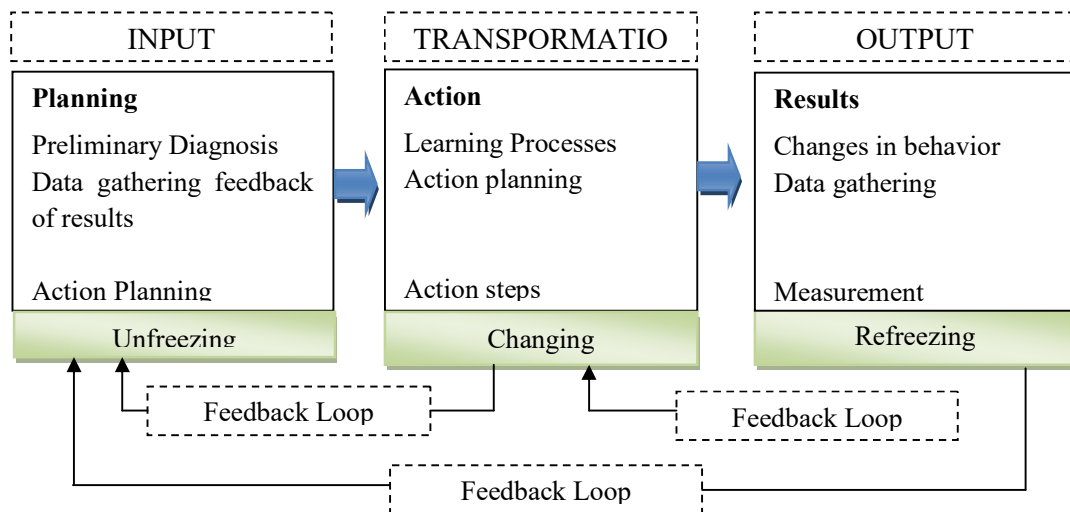 INPUT
TRANSPORMATIO
OUTPUT
Planning
Preliminary Diagnosis
Data gathering feedback
of results
Action Planning
Unfreezing
Action
Learning Processes
Action planning
Action steps
Changing
Results
Changes in behavior
Data gathering
Measurement
Refreezing
Feedback Loop
Feedback Loop
Feedback Loop